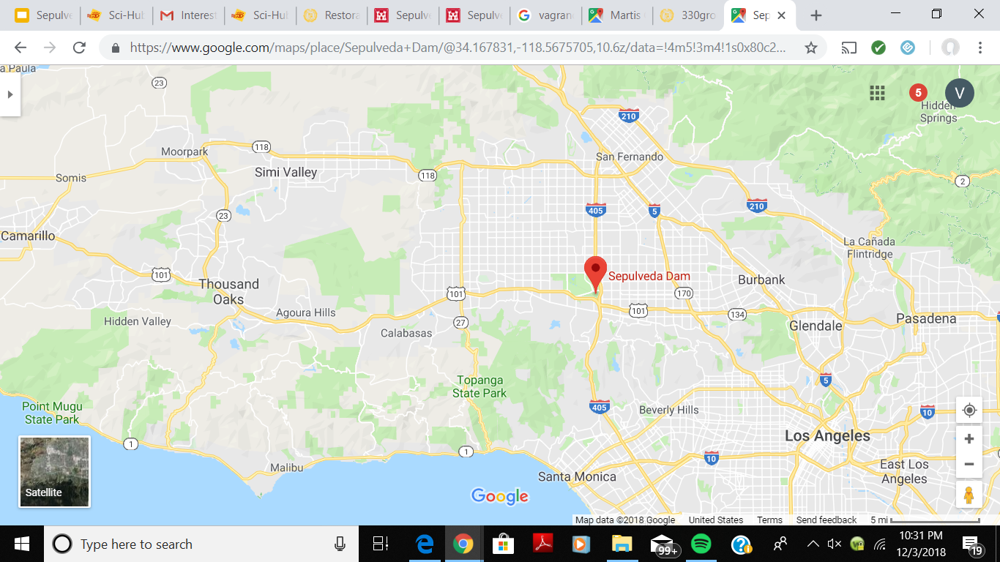 Sepulve
Sci-Hul
Interest
Sci-Hul
Restora
Sepulve
Sepulve
vagran
Martis
330gro
Sep
https://www.google.com/maps/place/Sepulveda+Dam/@34.167831,-118.5675705,10.6z/data=!4m5!3m4!1s0x80c2...
a Paula
23
210
5
V
Hidden
Springs
Moorpark
118
San Fernando
Somis
Simi Valley
118
2
405
5
210
23
Camarillo
La Cañada
Flintridge
101
Thousand
Oaks
Sepulveda Dam
Burbank
101
170
Hidden Valley
Agoura Hills
27
101
134
Glendale
Pasadena
Calabasas
Topanga
State Park
5
Point Mugu
State Park
405
Beverly Hills
10
Los Angeles
1
1
10
Malibu
Santa Monica
East Los
Angeles
Satellite
Google
Map data ©2018 Google United States Terms Send feedback 5 mi
Type here to search
99+
10:31 PM
12/3/2018
19